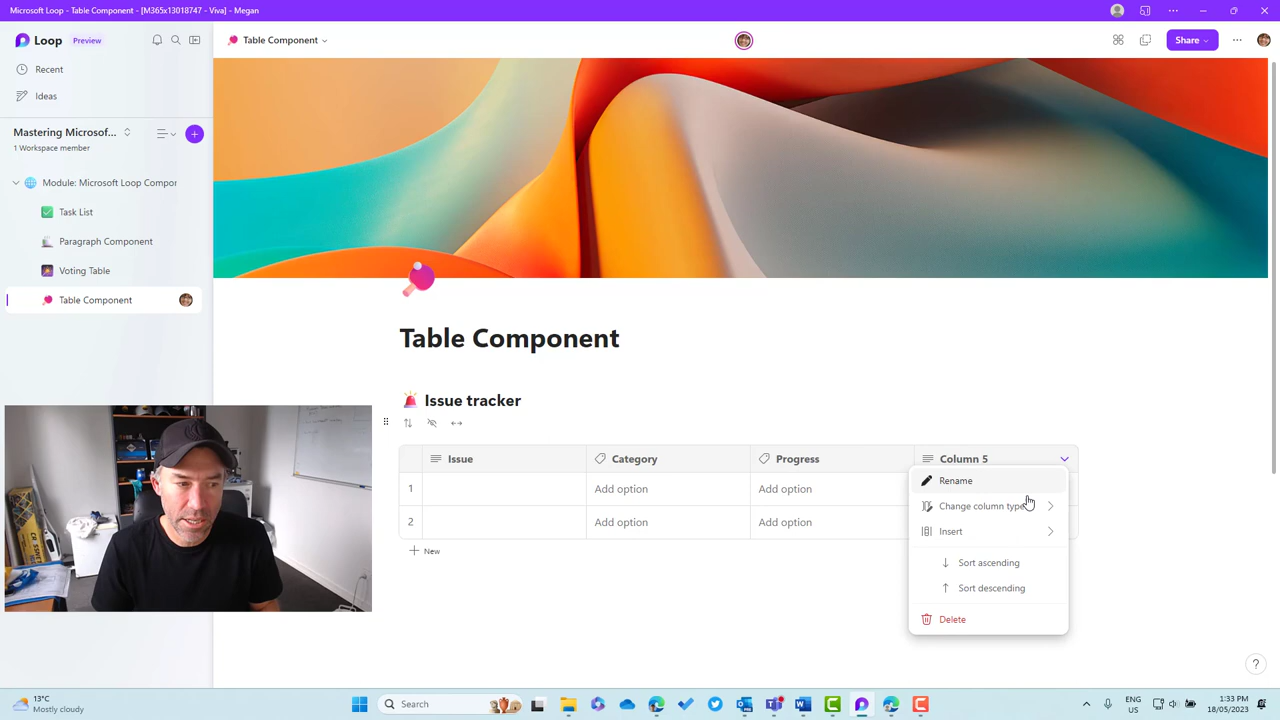 Microsoft Loop - Table Component - [M365x13018747 - Viva] - Megan
Loop Preview
Table Component
Share
Recent
Ideas
Mastering Microsof...
1 Workspace member
Module: Microsoft Loop Compor
Task List
Paragraph Component
Voting Table
Table Component
Table Component
Issue tracker
Issue Category Progress Column 5
1 Add option Add option
2 Add option Add option
New
Rename
Change column type
Insert
Sort ascending
Sort descending
Delete
?
13°C
Mostly cloudy
Search
ENG
US
1:33 PM
18/05/2023